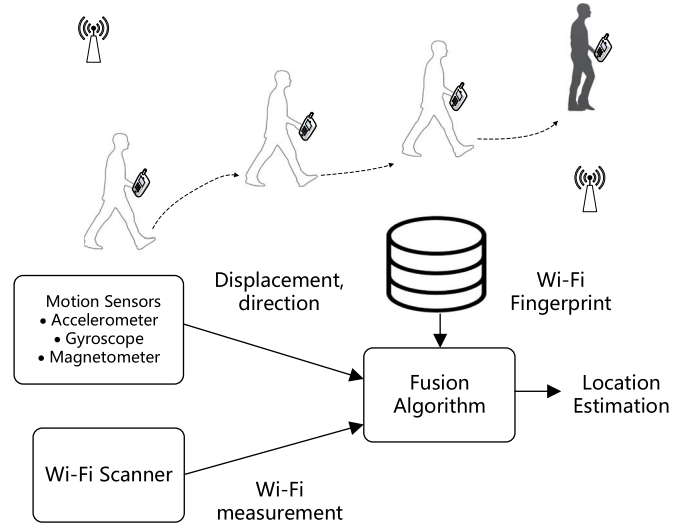 Displacement,
direction
Wi-Fi
Fingerprint
Motion Sensors
• Accelerometer
• Gyroscope
• Magnetometer
Fusion
Algorithm
Location
Estimation
Wi-Fi Scanner
Wi-Fi
measurement